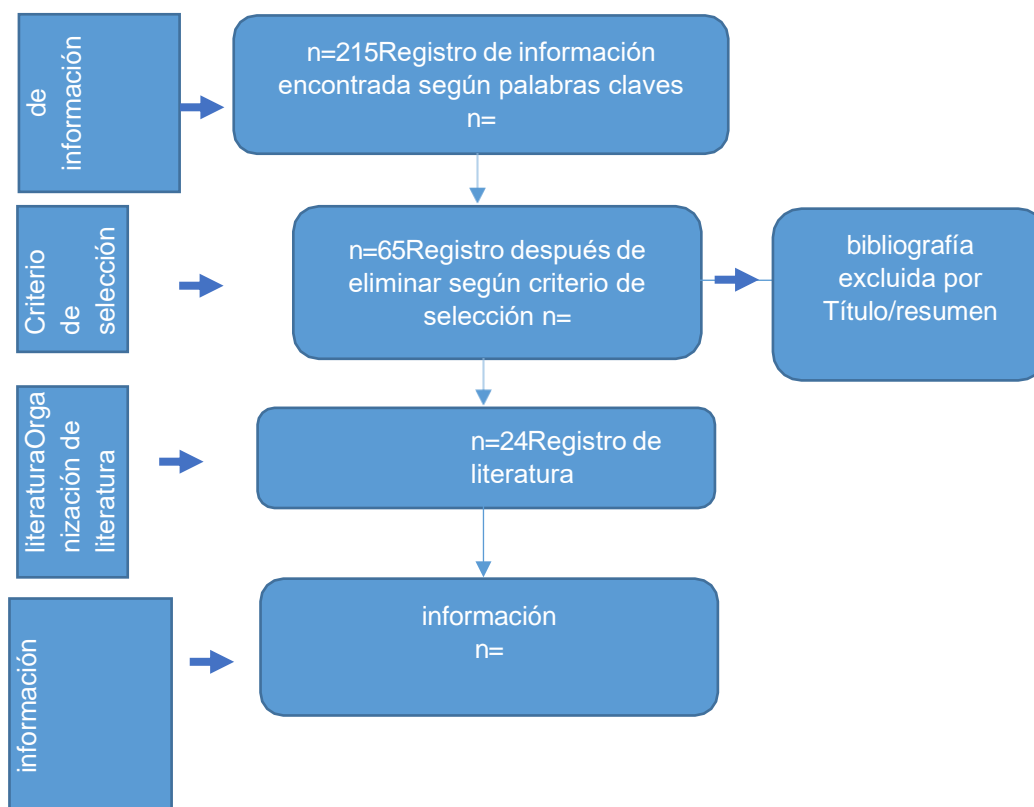 de
información
n=215Registro de información
encontrada según palabras claves
n=
Criterio
de
selección
n=65Registro después de
eliminar según criterio de
selección n=
bibliografía
excluida por
Título/resumen
literaturaOrga
nización de
literatura
n=24Registro de
literatura
información
información
n=